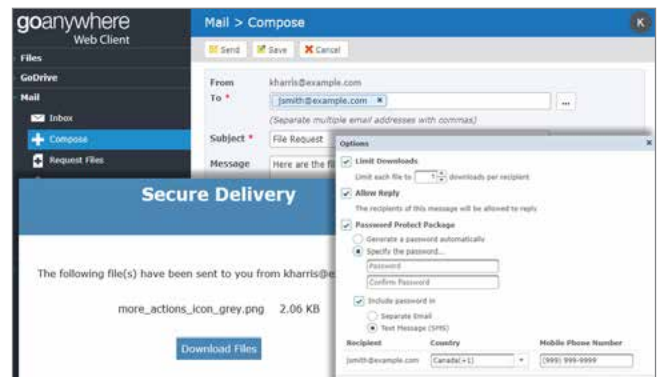 goanywhere
Web Client
Files
GoDrive
Mail
Inbox
Compose
Request Files
Mail > Compose
K
Send Save Cancel
From kharris@example.com
To * jsmith@example.com × ...
(Separate multiple email addresses with commas)
Subject * File Request
Message Here are the fil
Secure Delivery
The following file(s) have been sent to you from kharris@e
more_actions_icon_grey.png 2.06 KB
Download Files
Options ×
Limit Downloads
Limit each file to 1 downloads per recipient
Allow Reply
The recipients of this message will be allowed to reply
Password Protect Package
Generate a password automatically
Specify the password...
Password
Confirm Password
Include password in
Separate Email
Text Message (SMS)
Recipient Country Mobile Phone Number
jsmith@example.com Canada(+1) (999) 999-9999